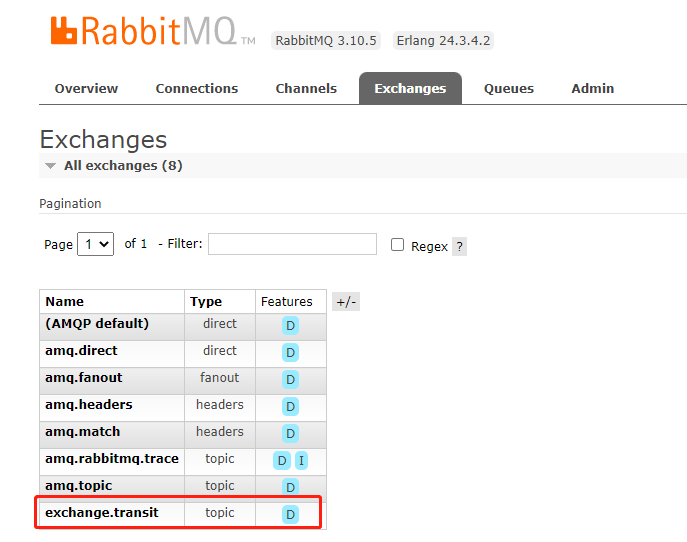 RabbitMQ TM RabbitMQ 3.10.5 Erlang 24.3.4.2
Overview Connections Channels Exchanges Queues Admin
Exchanges
All exchanges (8)
Pagination
Page 1 of 1 - Filter: Regex ?
Name Type Features +/-
(AMQP default) direct D
amq.direct direct D
amq.fanout fanout D
amq.headers headers D
amq.match headers D
amq.rabbitmq.trace topic D I
amq.topic topic D
exchange.transit topic D